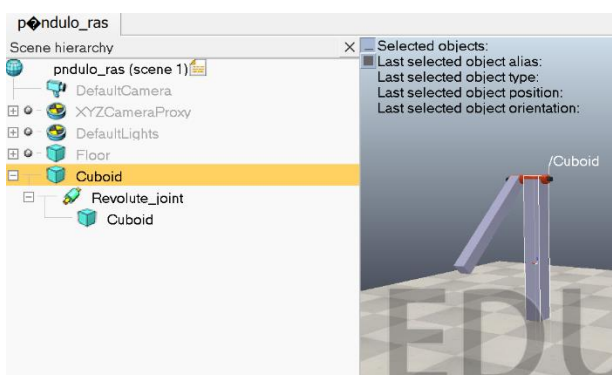 p�ndulo_ras
Scene hierarchy
Selected objects:
Last selected object alias:
Last selected object type:
Last selected object position:
Last selected object orientation:
pndulo_ras (scene 1)
DefaultCamera
XYZCameraProxy
DefaultLights
Floor
Cuboid
Revolute_joint
Cuboid
/Cuboid
EDU